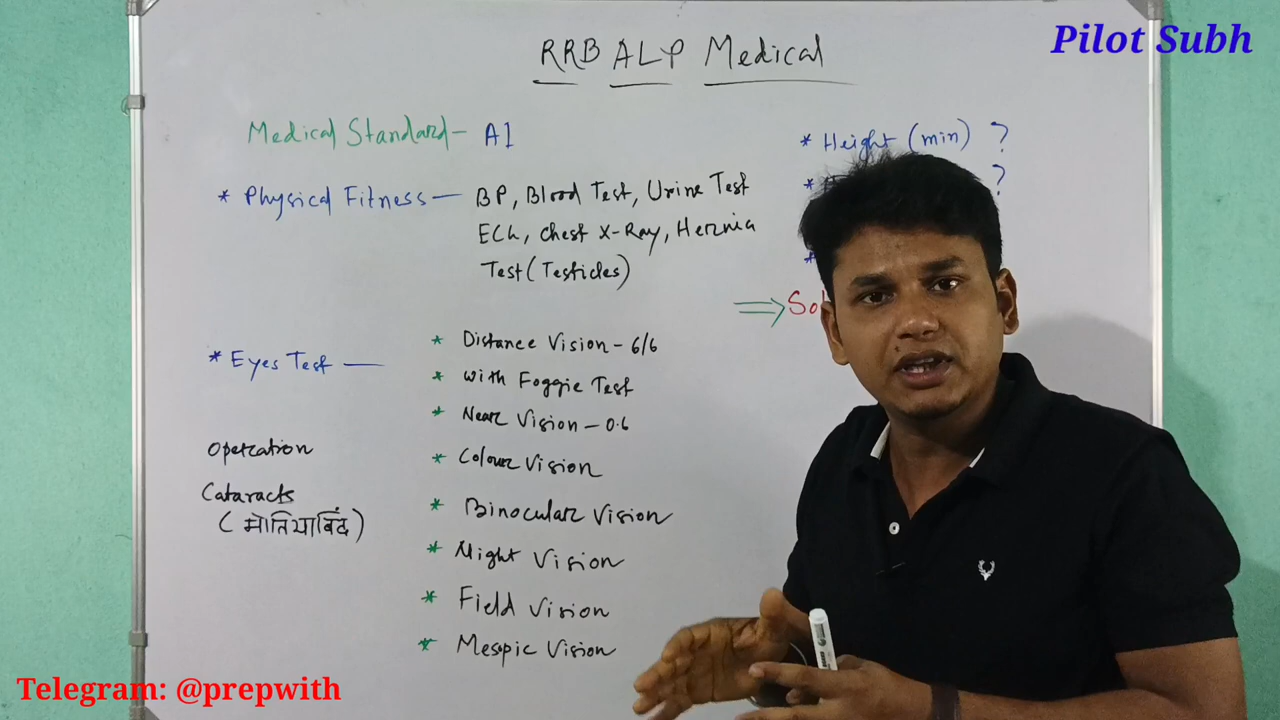 Pilot Subh
RRB ALP Medical
Medical Standard - A1
* Physical Fitness - BP, Blood Test, Urine Test
ECG, Chest X-Ray, Hernia
Test (Testicles)
* Height (min) ?
*
?
*
⇒ So
* Eyes Test -
* Distance Vision - 6/6
* With Foggie Test
* Near Vision - 0.6
* Colour Vision
* Binocular Vision
* Night Vision
* Field Vision
* Mesopic Vision
Operation
Cataracts
(मोतियाबिंद)
Telegram: @prepwith